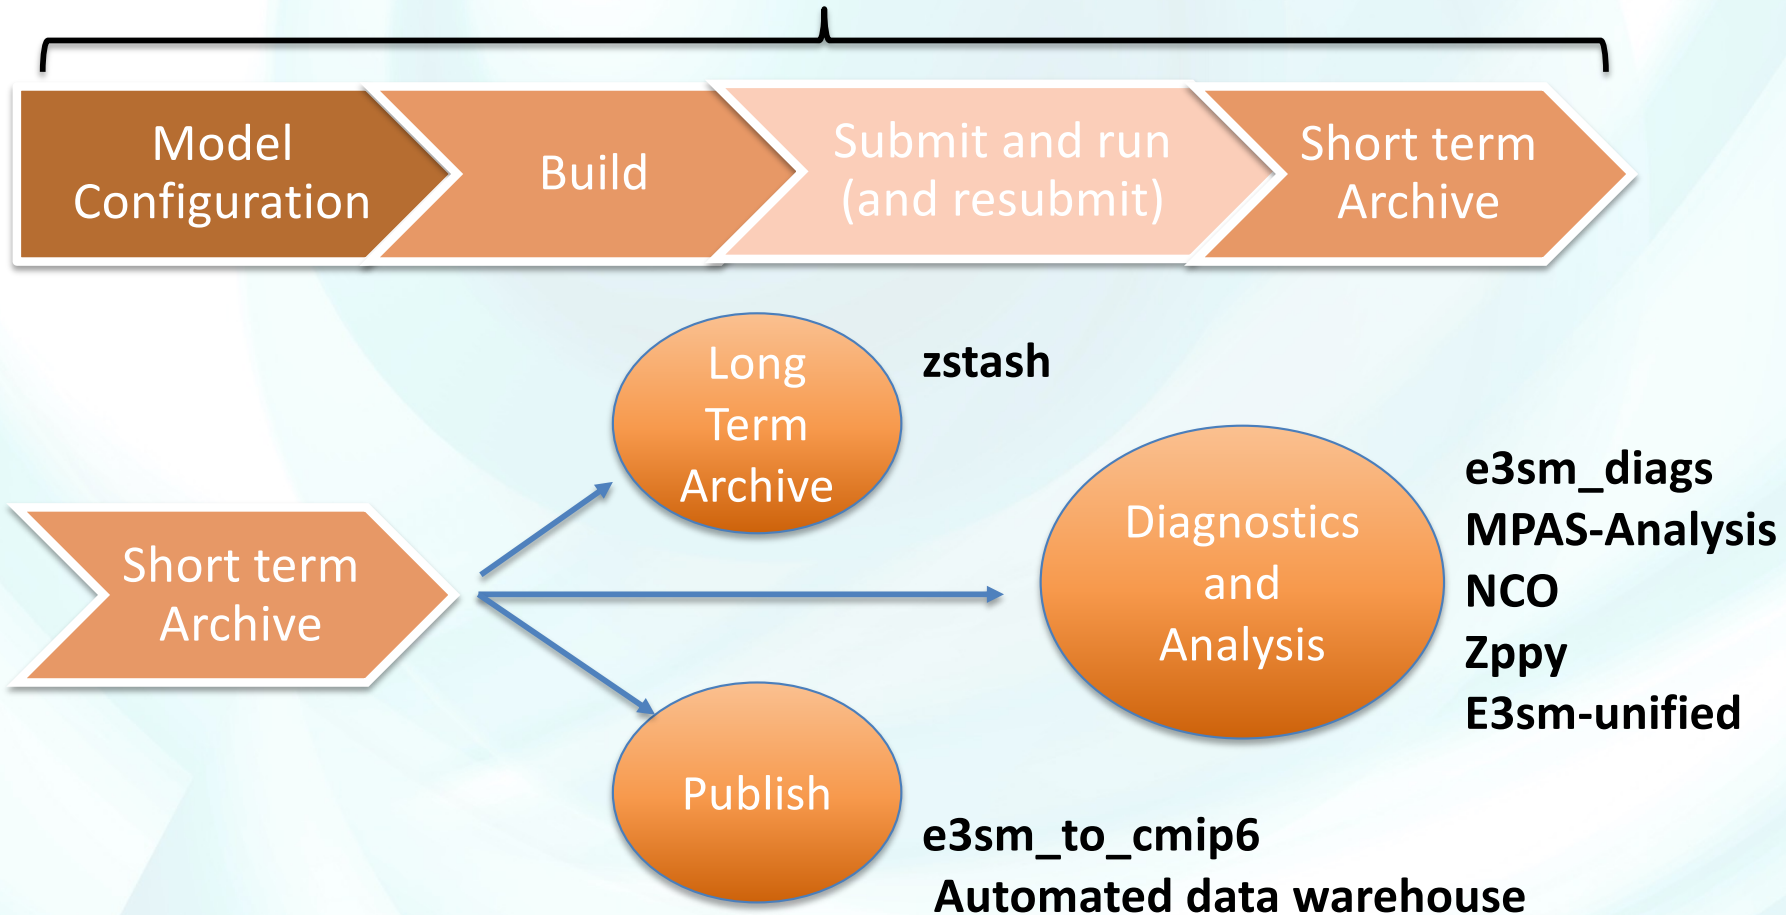 Model
Configuration
Build
Submit and run
(and resubmit)
Short term
Archive
Long
Term
Archive
zstash
Short term
Archive
Diagnostics
and
Analysis
e3sm_diags
MPAS-Analysis
NCO
Zppy
E3sm-unified
Publish
e3sm_to_cmip6
Automated data warehouse